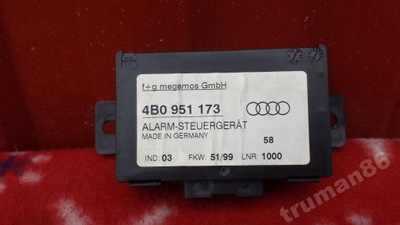 f+g megamos GmbH
4B0 951 173
ALARM-STEUERGERÄT
MADE IN GERMANY
58
IND: 03 FKW: 51/99 LNR: 1000
truman86